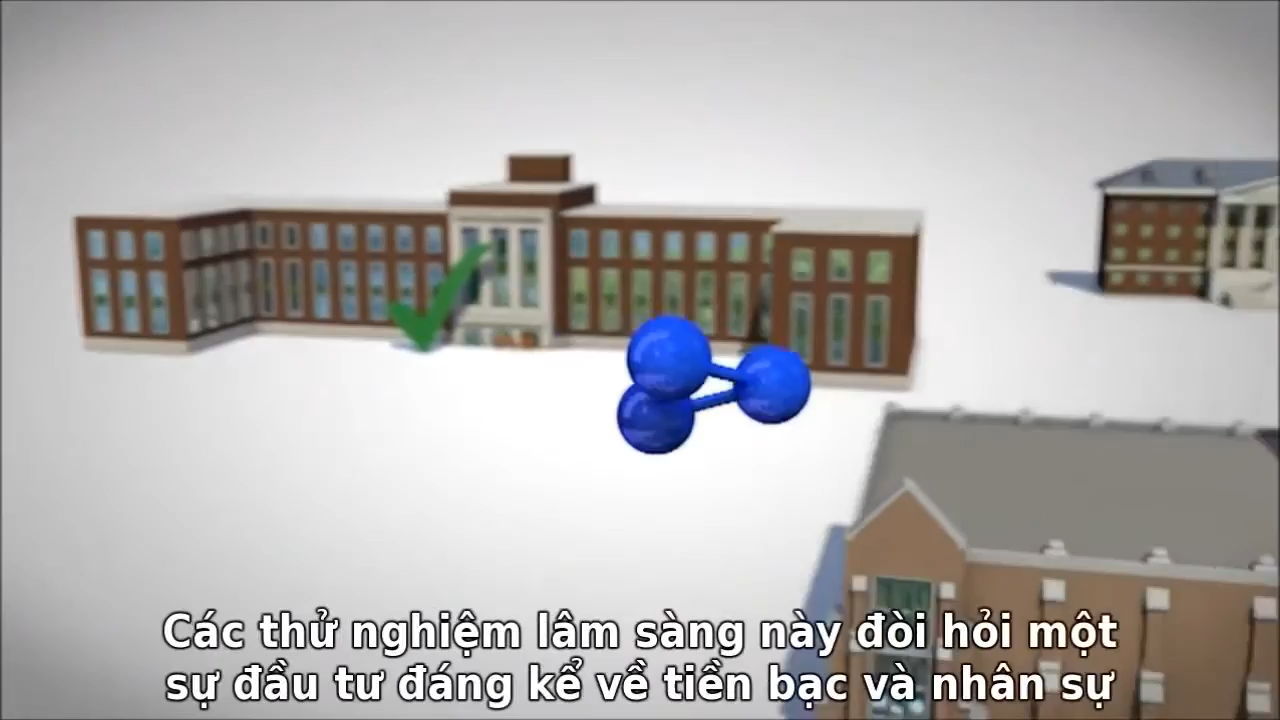 Các thử nghiệm lâm sàng này đòi hỏi một
sự đầu tư đáng kể về tiền bạc và nhân sự